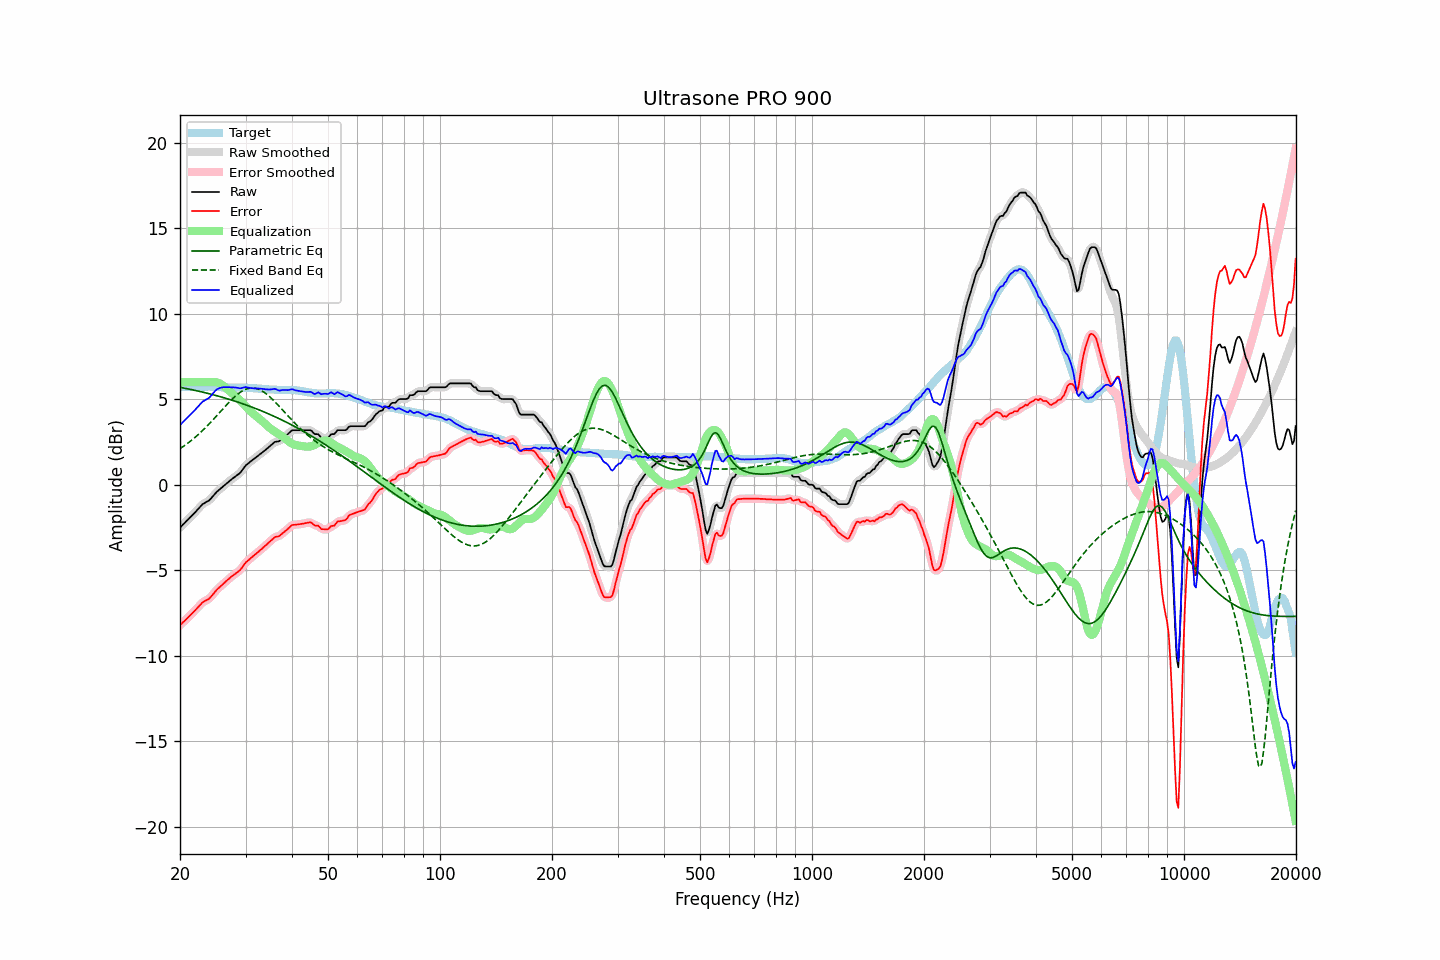 Ultrasone PRO 900
Target
Raw Smoothed
Error Smoothed
Raw
Error
Equalization
Parametric Eq
Fixed Band Eq
Equalized
Amplitude (dBr)
20
15
10
5
0
−5
−10
−15
−20
20 50 100 200 500 1000 2000 5000 10000 20000
Frequency (Hz)